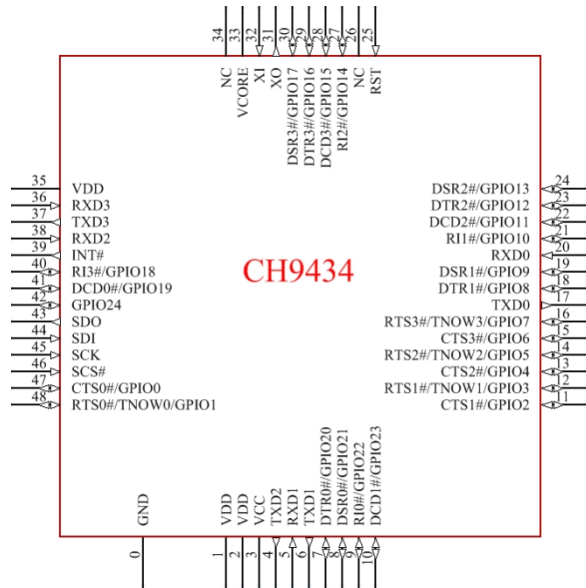 34 33 32 31 30 29 28 27 26 25
NC
VCORE
XI
XO
DSR3#/GPIO17
DTR3#/GPIO16
DCD3#/GPIO15
RI2#/GPIO14
NC
RST
35 VDD
36 RXD3
37 TXD3
38 RXD2
39 INT#
40 RI3#/GPIO18
41 DCD0#/GPIO19
42 GPIO24
43 SDO
44 SDI
45 SCK
46 SCS#
47 CTS0#/GPIO0
48 RTS0#/TNOW0/GPIO1
CH9434
DSR2#/GPIO13 24
DTR2#/GPIO12 23
DCD2#/GPIO11 22
RI1#/GPIO10 21
RXD0 20
DSR1#/GPIO9 19
DTR1#/GPIO8 18
TXD0 17
RTS3#/TNOW3/GPIO7 16
CTS3#/GPIO6 5
RTS2#/TNOW2/GPIO5 4
CTS2#/GPIO4 3
RTS1#/TNOW1/GPIO3 2
CTS1#/GPIO2 11
GND
VDD
VDD
VCC
TXD2
RXD1
TXD1
DTR0#/GPIO20
DSR0#/GPIO21
RI0#/GPIO22
DCD1#/GPIO23
0 1 2 3 4 5 6 7 8 9 10